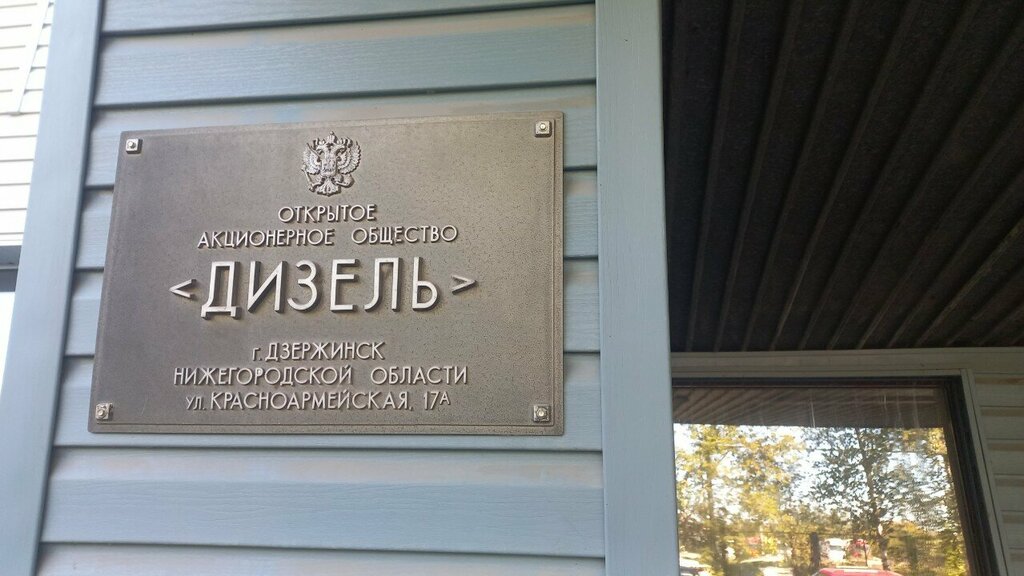 ОТКРЫТОЕ
АКЦИОНЕРНОЕ ОБЩЕСТВО
<ДИЗЕЛЬ>
г. ДЗЕРЖИНСК
НИЖЕГОРОДСКОЙ ОБЛАСТИ
УЛ. КРАСНОАРМЕЙСКАЯ, 17А